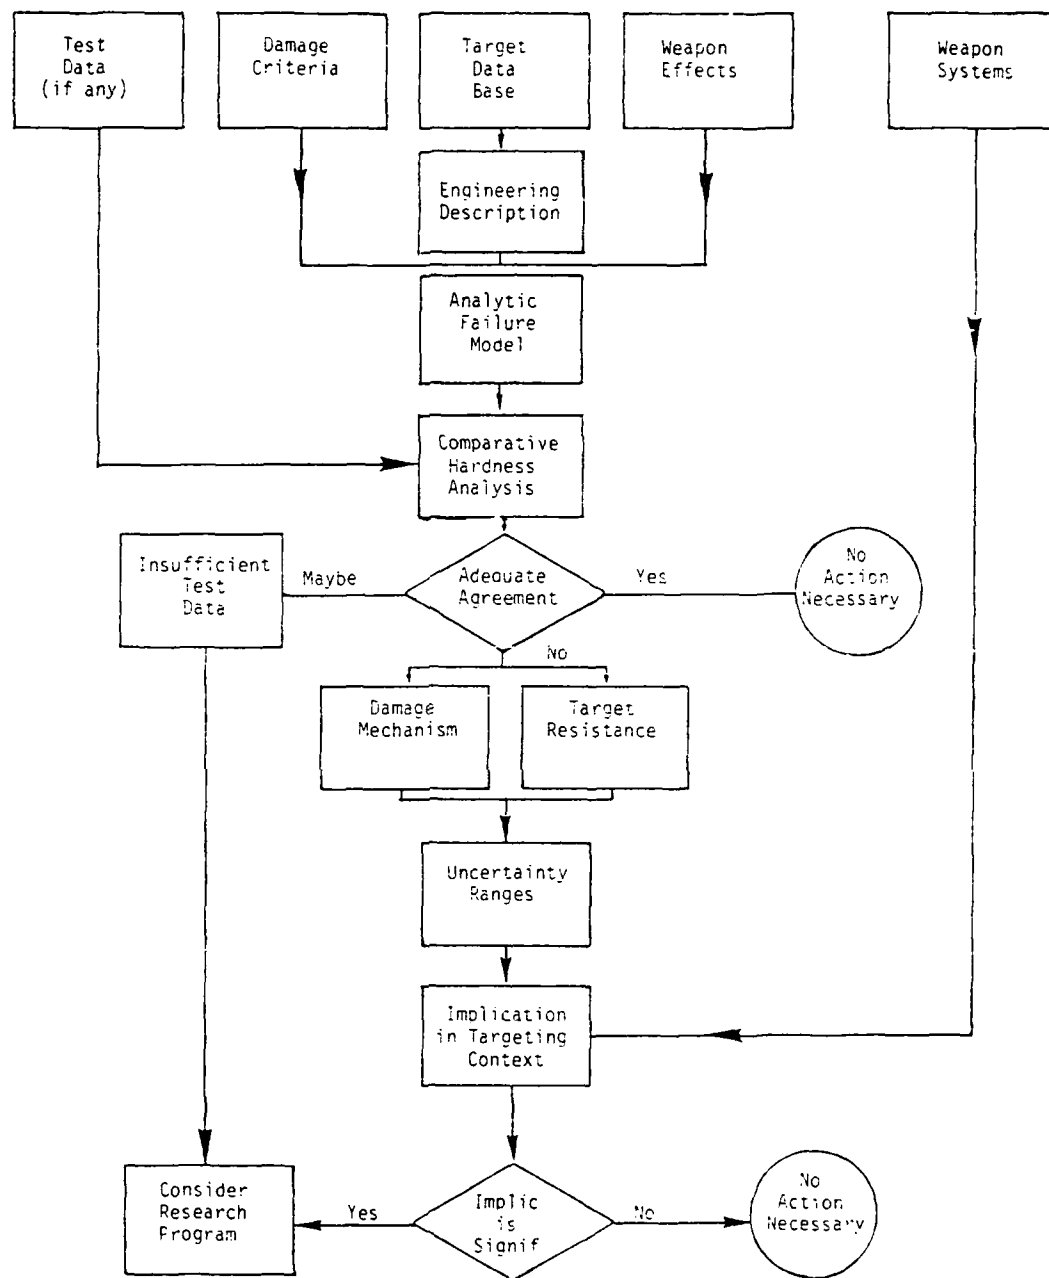 Test
Data
(if any)
Damage
Criteria
Target
Data
Base
Weapon
Effects
Weapon
Systems
Engineering
Description
Analytic
Failure
Model
Comparative
Hardness
Analysis
Insufficient
Test
Data
Maybe
Adequate
Agreement
Yes
No
Action
Necessary
No
Damage
Mechanism
Target
Resistance
Uncertainty
Ranges
Implication
in Targeting
Context
Consider
Research
Program
Yes
Implic
is
Signif
No
No
Action
Necessary